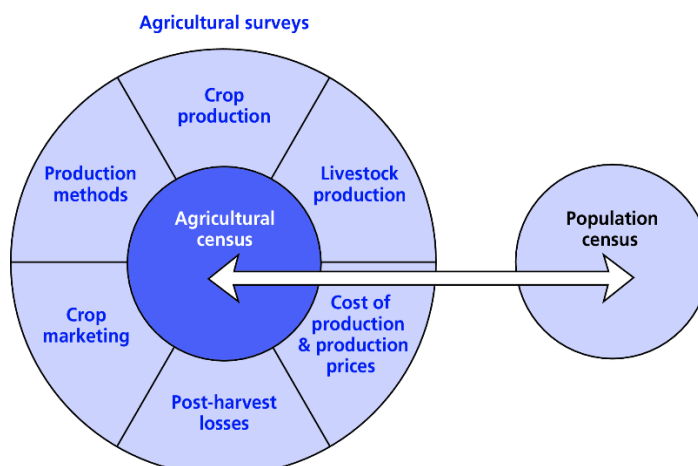 Agricultural surveys
Crop
production
Production
methods
Livestock
production
Agricultural
census
Population
census
Crop
marketing
Cost of
production
& production
prices
Post-harvest
losses